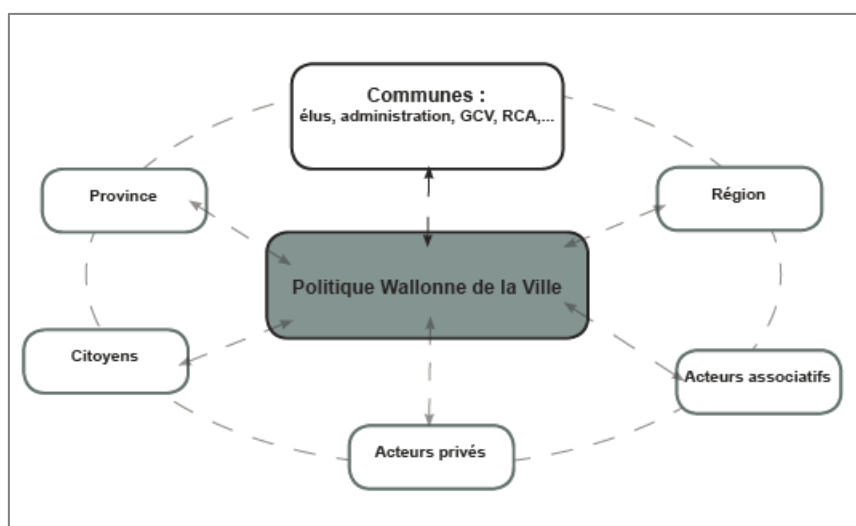 Communes :
élus, administration, GCV, RCA,...
Province
Région
Politique Wallonne de la Ville
Citoyens
Acteurs associatifs
Acteurs privés